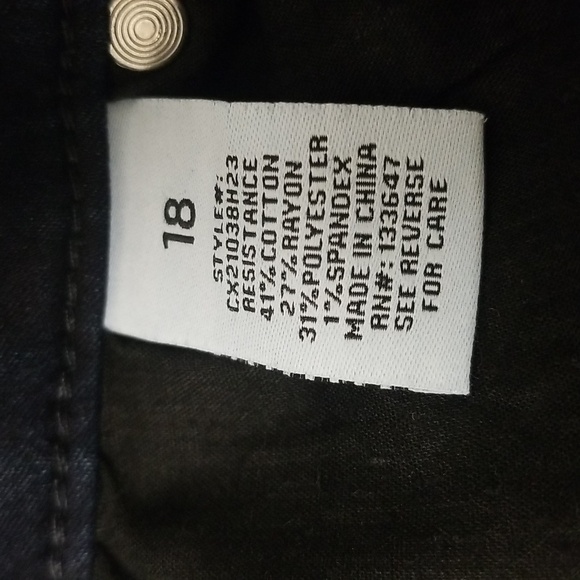 18
STYLE#:
CX21038H23
RESISTANCE
41%COTTON
27%RAYON
31%POLYESTER
1%SPANDEX
MADE IN CHINA
RN#: 133647
SEE REVERSE
FOR CARE